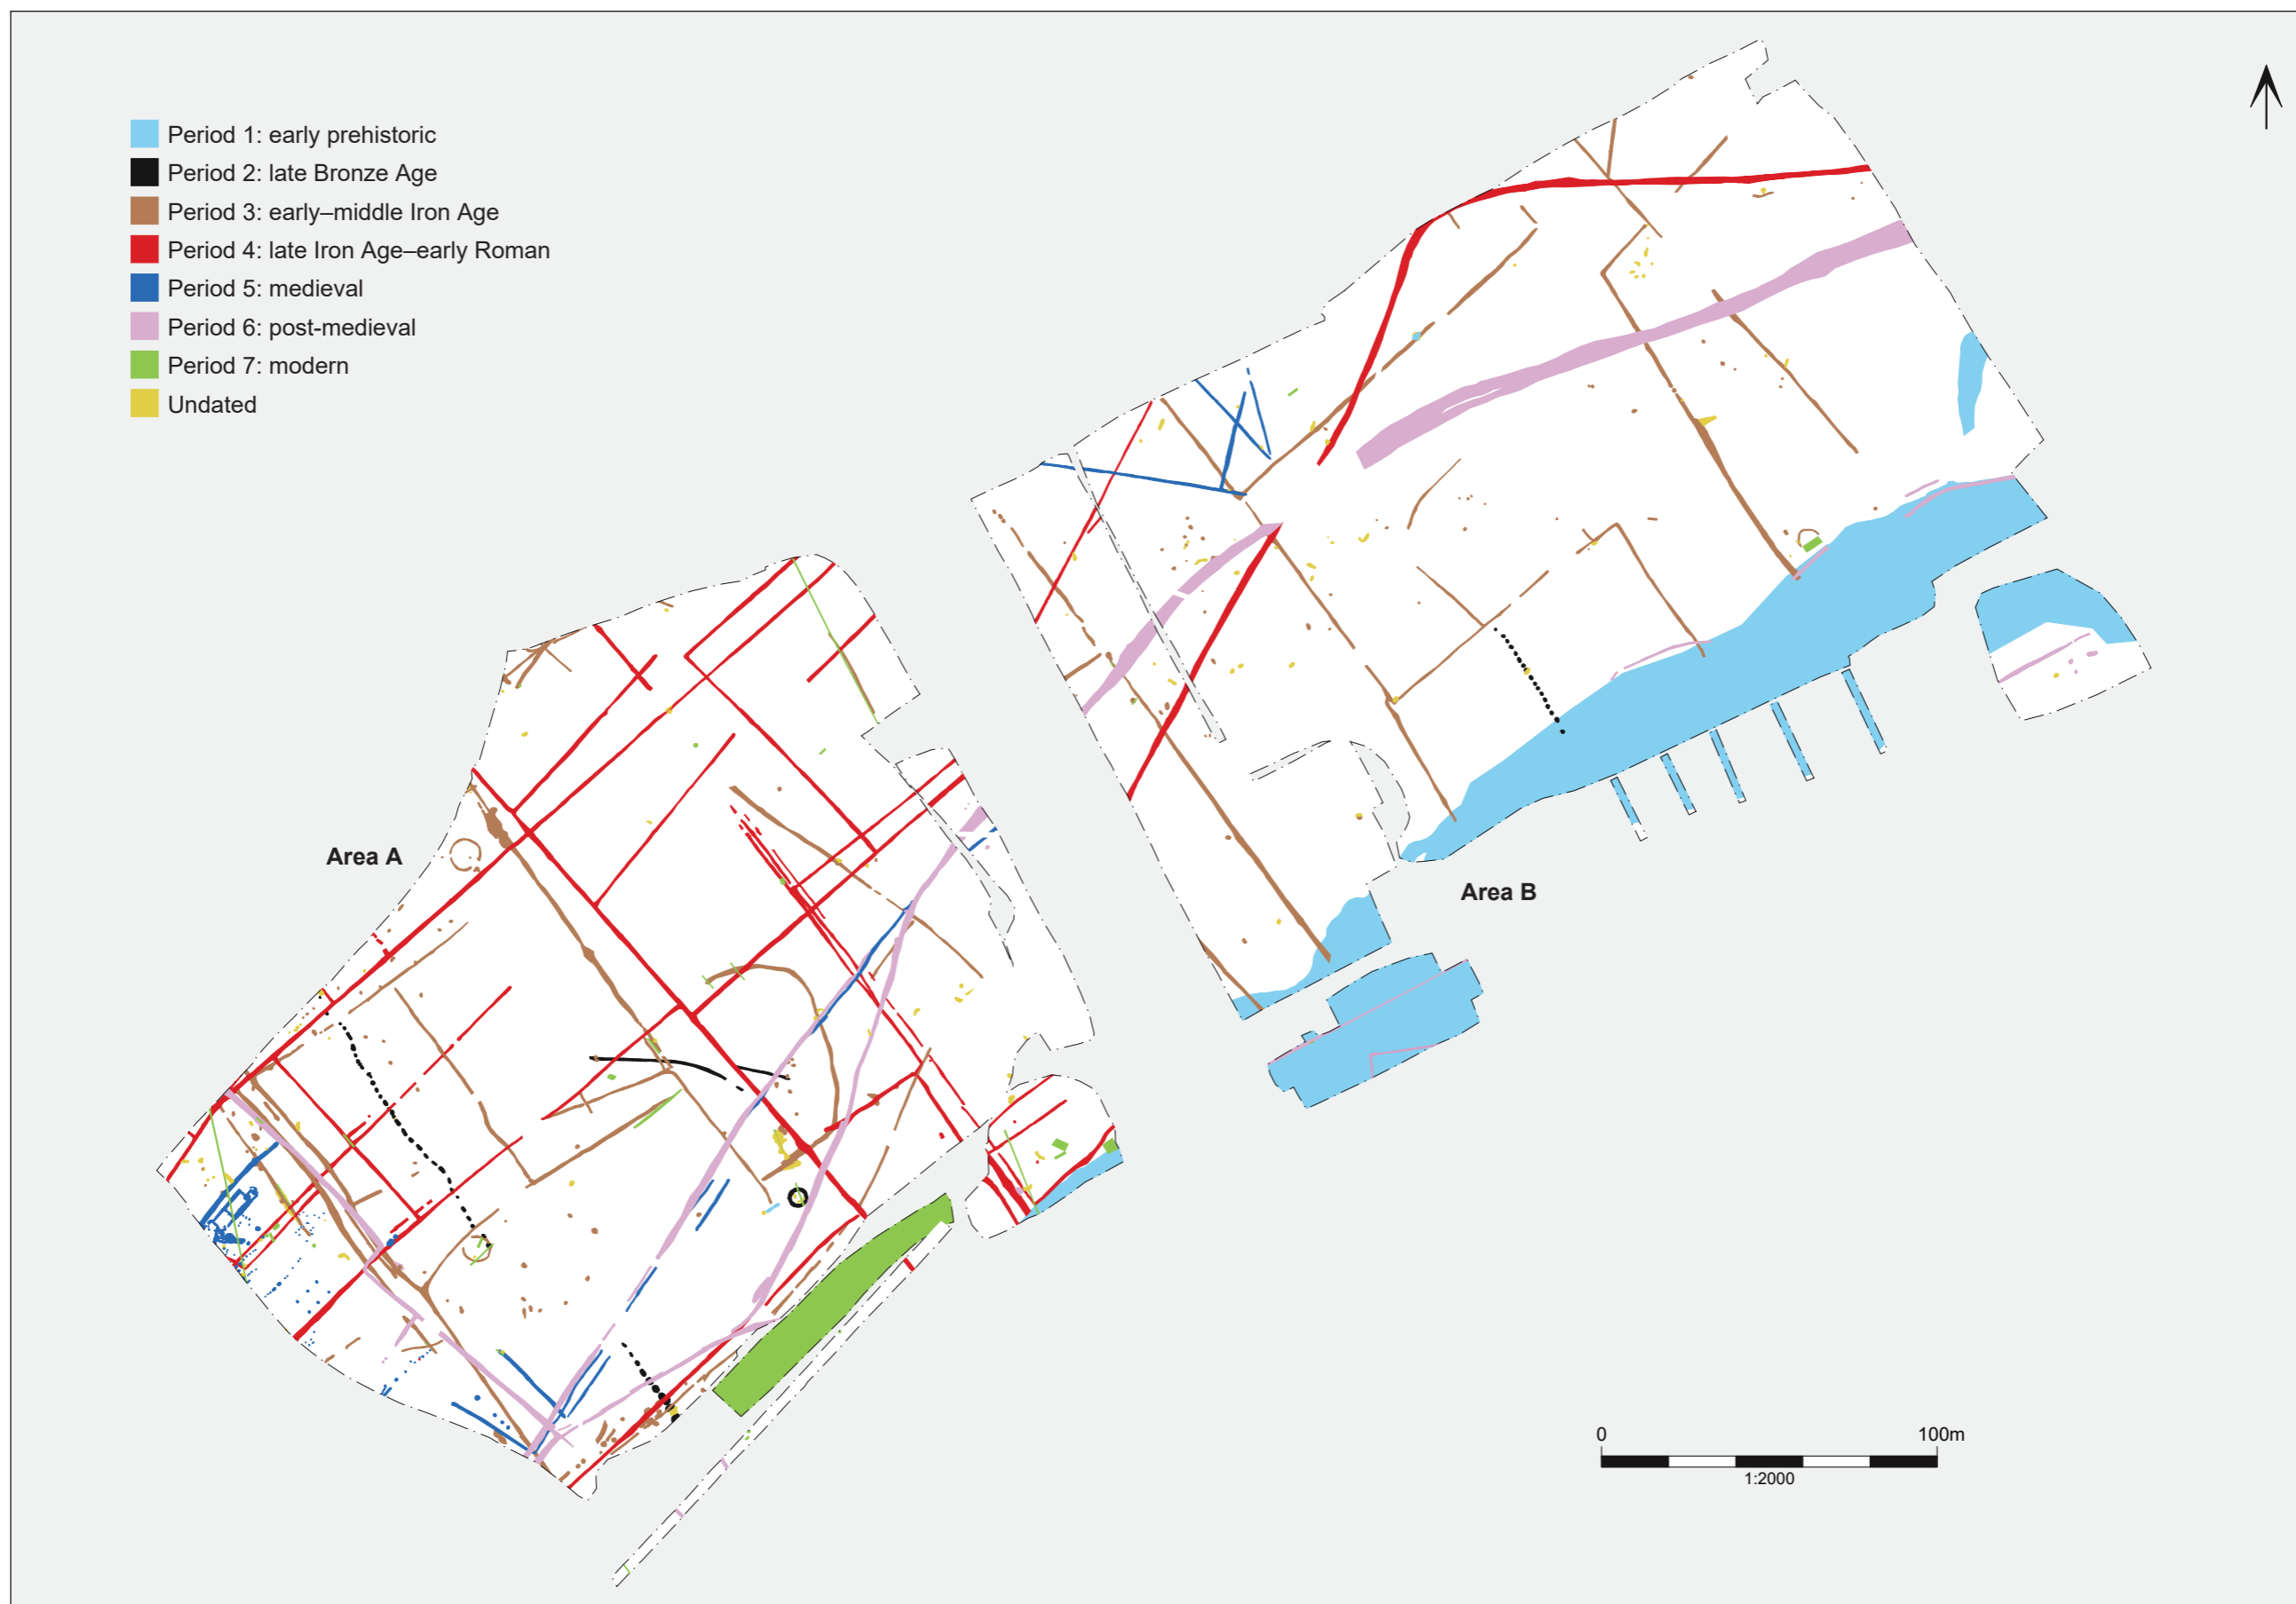 Period 1: early prehistoric
Period 2: late Bronze Age
Period 3: early–middle Iron Age
Period 4: late Iron Age–early Roman
Period 5: medieval
Period 6: post-medieval
Period 7: modern
Undated
Area A
Area B
0 100m
1:2000